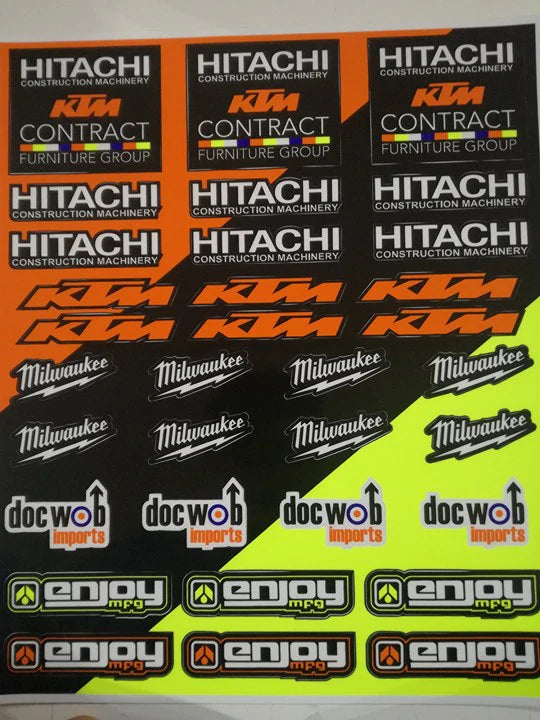 HITACHI HITACHI HITACHI
CONSTRUCTION MACHINERY CONSTRUCTION MACHINERY CONSTRUCTION MACHINERY
KTM KTM KTM
CONTRACT CONTRACT CONTRACT
FURNITURE GROUP FURNITURE GROUP FURNITURE GROUP
HITACHI HITACHI HITACHI
CONSTRUCTION MACHINERY CONSTRUCTION MACHINERY CONSTRUCTION MACHINERY
HITACHI HITACHI HITACHI
CONSTRUCTION MACHINERY CONSTRUCTION MACHINERY CONSTRUCTION MACHINERY
KTM KTM KTM
KTM KTM KTM
Milwaukee Milwaukee Milwaukee Milwaukee
Milwaukee Milwaukee Milwaukee Milwaukee
docwob docwob docwob docwob
imports imports imports imports
enjoy enjoy enjoy
mfg mfg mfg
enjoy enjoy enjoy
mfg mfg mfg